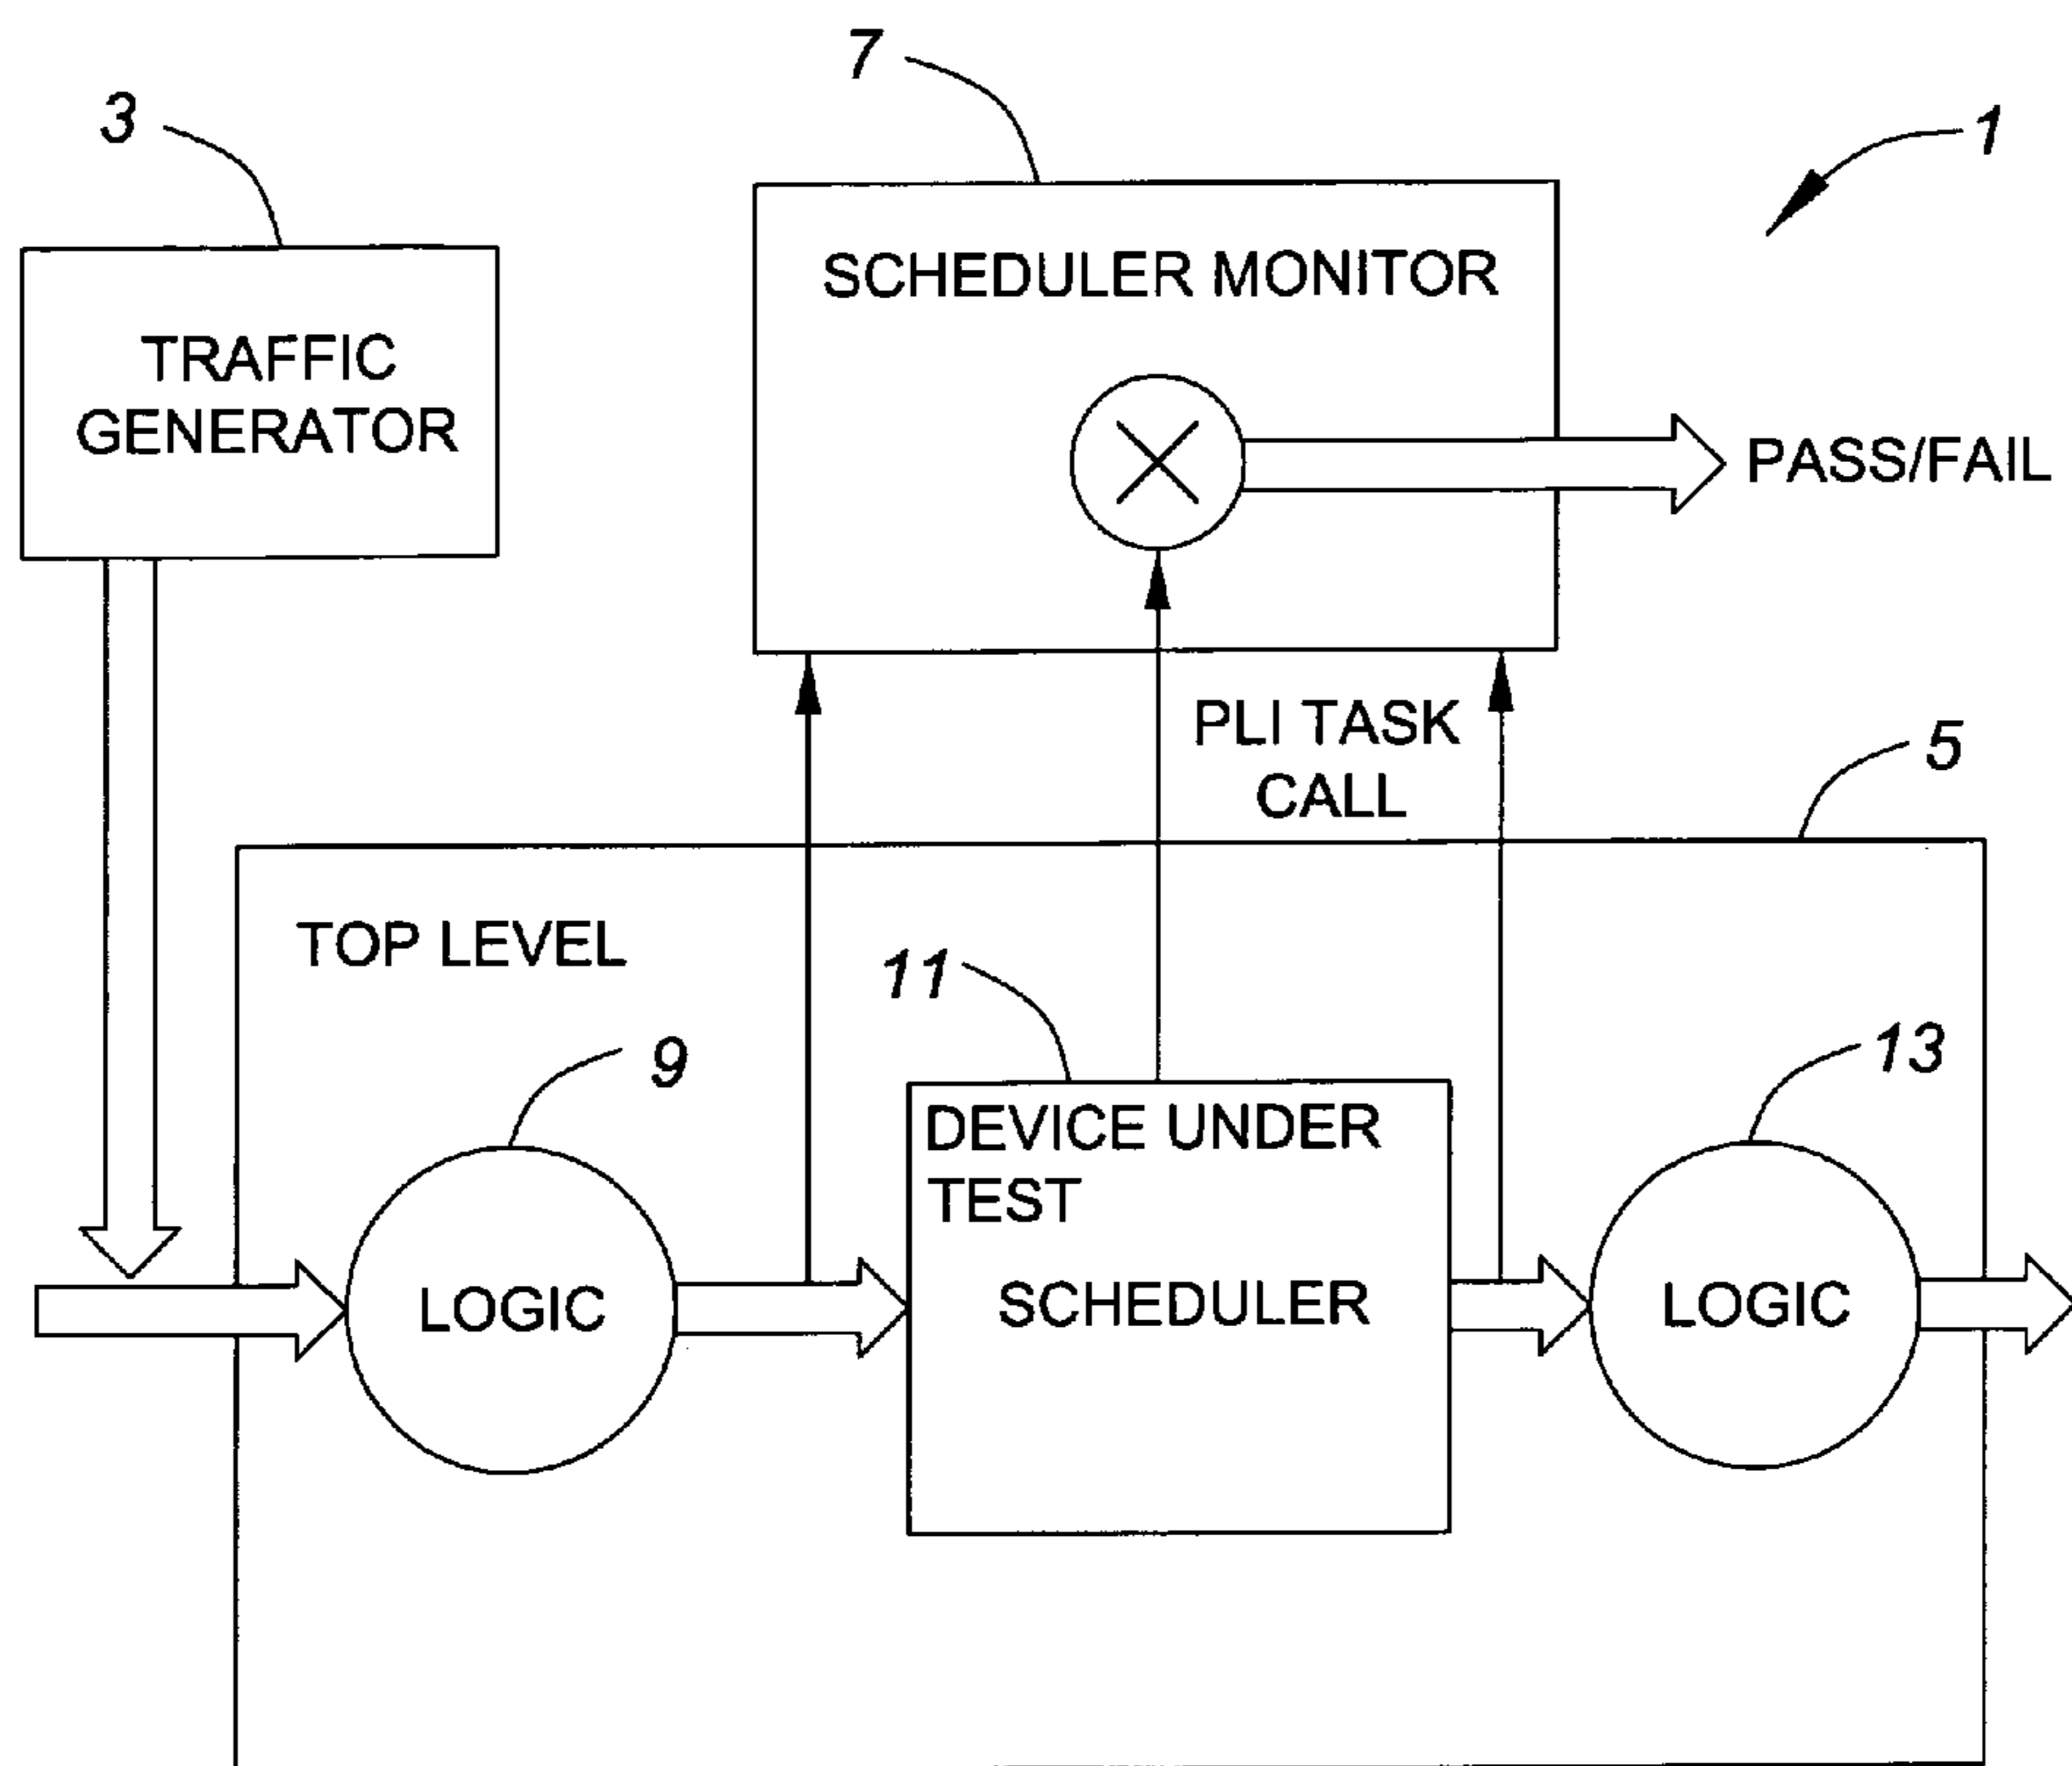 7
3
1
SCHEDULER MONITOR
TRAFFIC
GENERATOR
PASS/FAIL
PLI TASK
CALL
5
TOP LEVEL
11
9
13
DEVICE UNDER
TEST
LOGIC
SCHEDULER
LOGIC